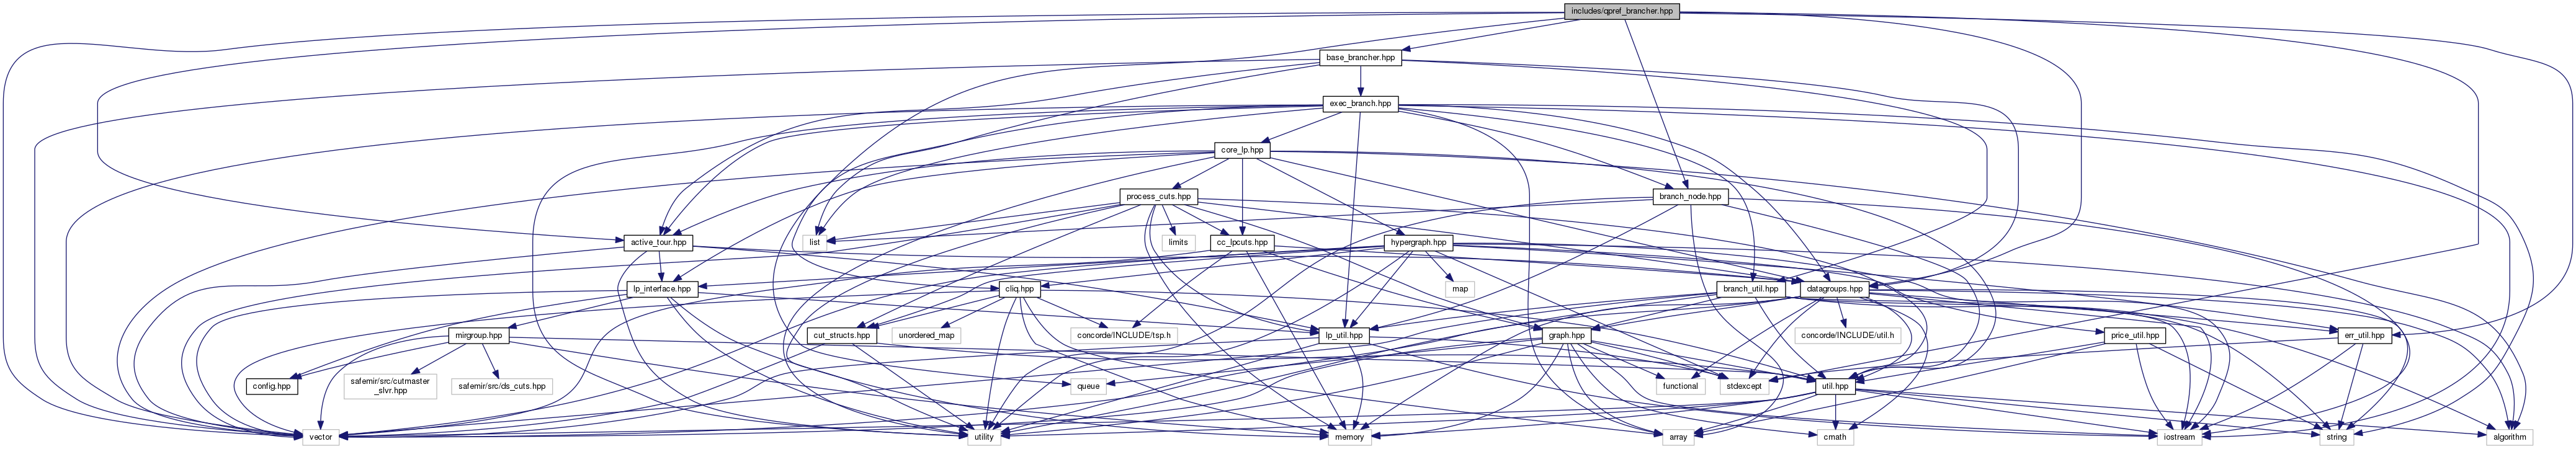 includes/qpref_brancher.hpp
base_brancher.hpp
exec_branch.hpp
core_lp.hpp
process_cuts.hpp
branch_node.hpp
active_tour.hpp
list
limits
cc_lpcuts.hpp
hypergraph.hpp
lp_interface.hpp
cliq.hpp
map
branch_util.hpp
datagroups.hpp
mirgroup.hpp
cut_structs.hpp
unordered_map
concorde/INCLUDE/tsp.h
lp_util.hpp
graph.hpp
concorde/INCLUDE/util.h
price_util.hpp
err_util.hpp
config.hpp
safemir/src/cutmaster
_slvr.hpp
safemir/src/ds_cuts.hpp
queue
functional
stdexcept
util.hpp
vector
utility
memory
array
cmath
iostream
string
algorithm